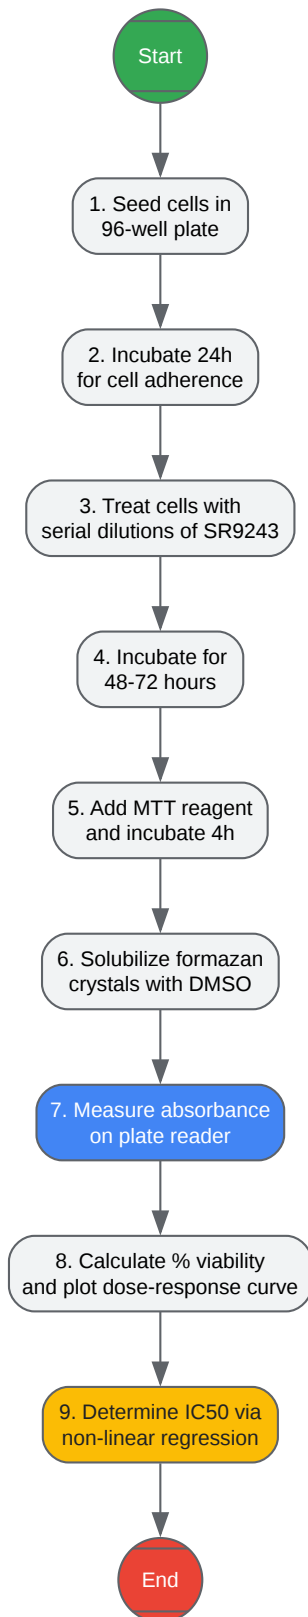 Start
1. Seed cells in
96-well plate
2. Incubate 24h
for cell adherence
3. Treat cells with
serial dilutions of SR9243
4. Incubate for
48-72 hours
5. Add MTT reagent
and incubate 4h
6. Solubilize formazan
crystals with DMSO
7. Measure absorbance
on plate reader
8. Calculate % viability
and plot dose-response curve
9. Determine IC50 via
non-linear regression
End